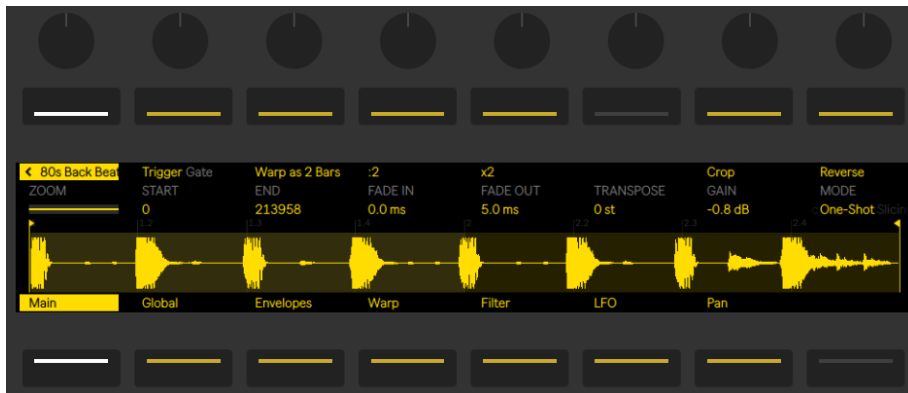 < 80s Back Beat Trigger Gate Warp as 2 Bars :2 x2 Crop Reverse
ZOOM START END FADE IN FADE OUT TRANSPOSE GAIN MODE
0 213958 0.0 ms 5.0 ms 0 st -0.8 dB One-Shot Slicing
1.2 1.3 1.4 2 2.2 2.3 2.4
Main Global Envelopes Warp Filter LFO Pan